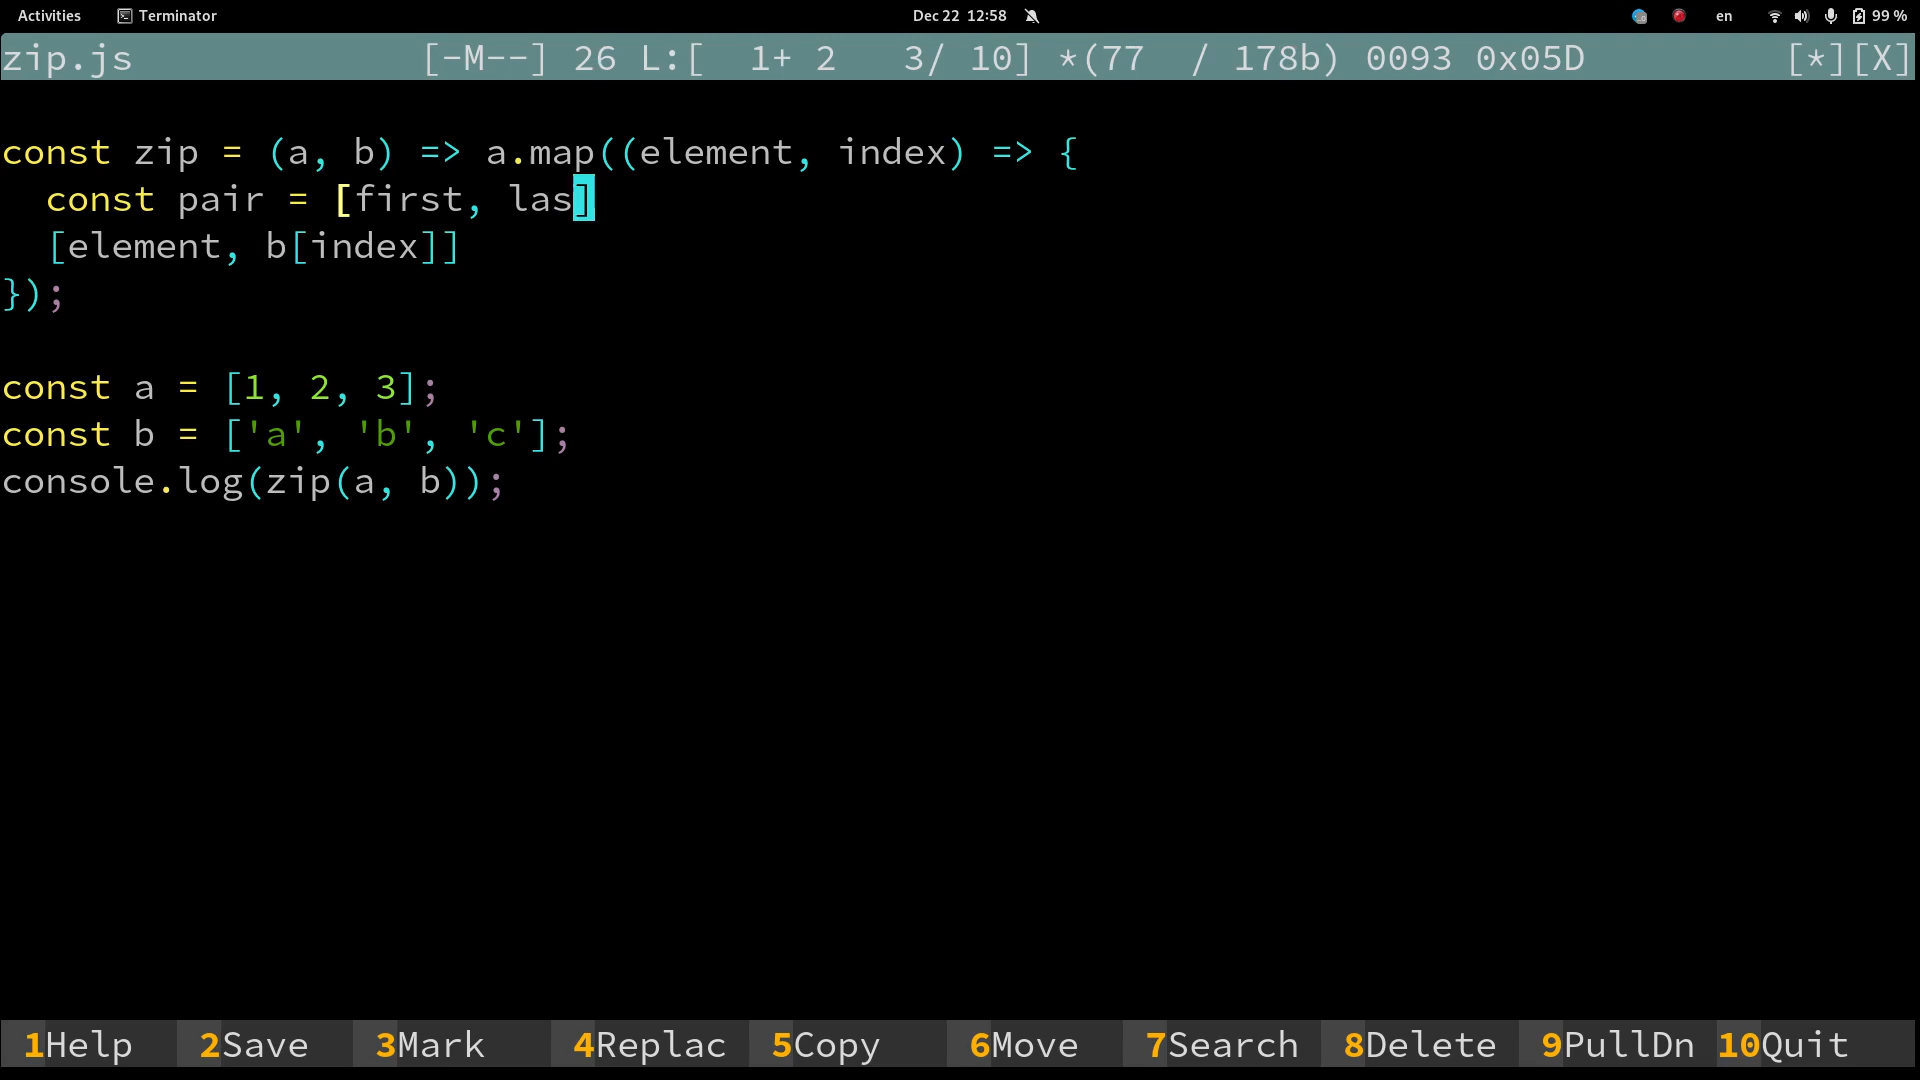 Activities Terminator Dec 22 12:58 en 99 %
zip.js [-M--] 26 L:[ 1+ 2 3/ 10] *(77 / 178b) 0093 0x05D [*][X]
const zip = (a, b) => a.map((element, index) => {
  const pair = [first, las]
  [element, b[index]]
});
const a = [1, 2, 3];
const b = ['a', 'b', 'c'];
console.log(zip(a, b));
1Help 2Save 3Mark 4Replac 5Copy 6Move 7Search 8Delete 9PullDn 10Quit